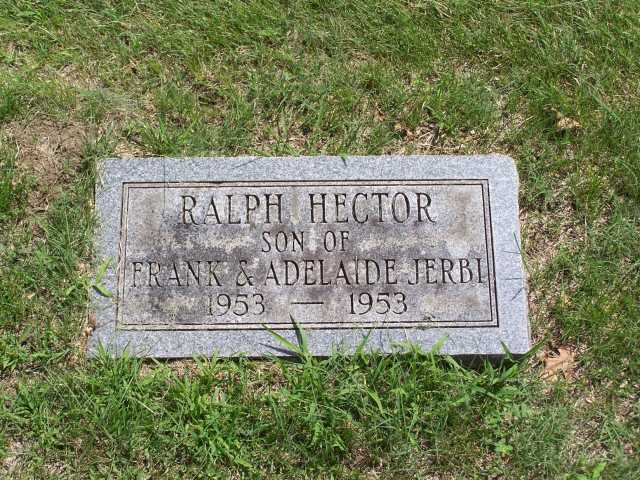 RALPH HECTOR
SON OF
FRANK & ADELAIDE JERBI
1953 — 1953